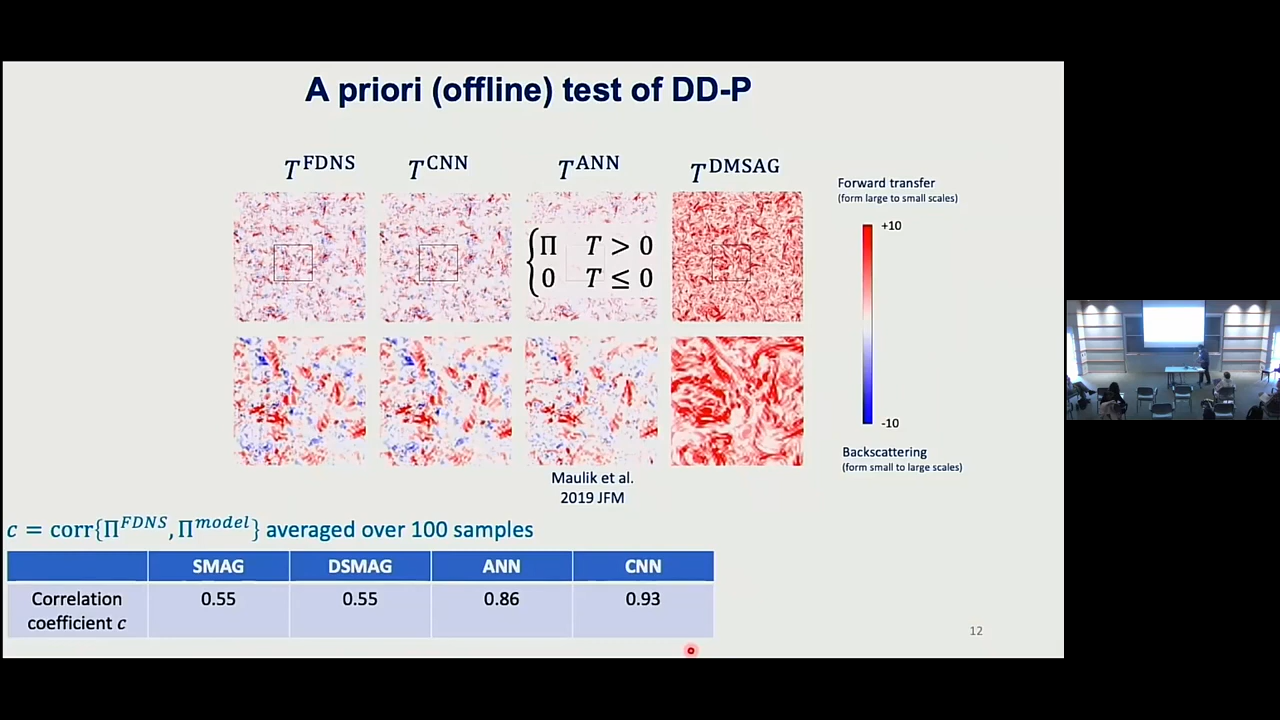 A priori (offline) test of DD-P
T^FDNS T^CNN T^ANN T^DMSAG
{Π T > 0
0 T ≤ 0
Forward transfer
(form large to small scales)
+10
-10
Backscattering
(form small to large scales)
Maulik et al.
2019 JFM
c = corr{Π^FDNS, Π^model} averaged over 100 samples
SMAG DSMAG ANN CNN
Correlation coefficient c 0.55 0.55 0.86 0.93
12